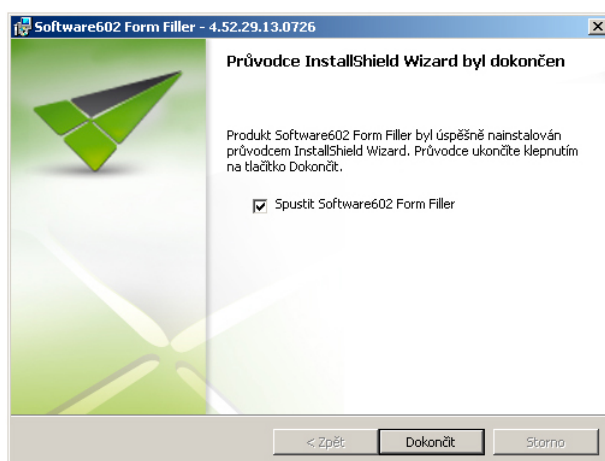 Software602 Form Filler - 4.52.29.13.0726
Průvodce InstallShield Wizard byl dokončen
Produkt Software602 Form Filler byl úspěšně nainstalován
průvodcem InstallShield Wizard. Průvodce ukončíte klepnutím
na tlačítko Dokončit.
Spustit Software602 Form Filler
< Zpět
Dokončit
Storno